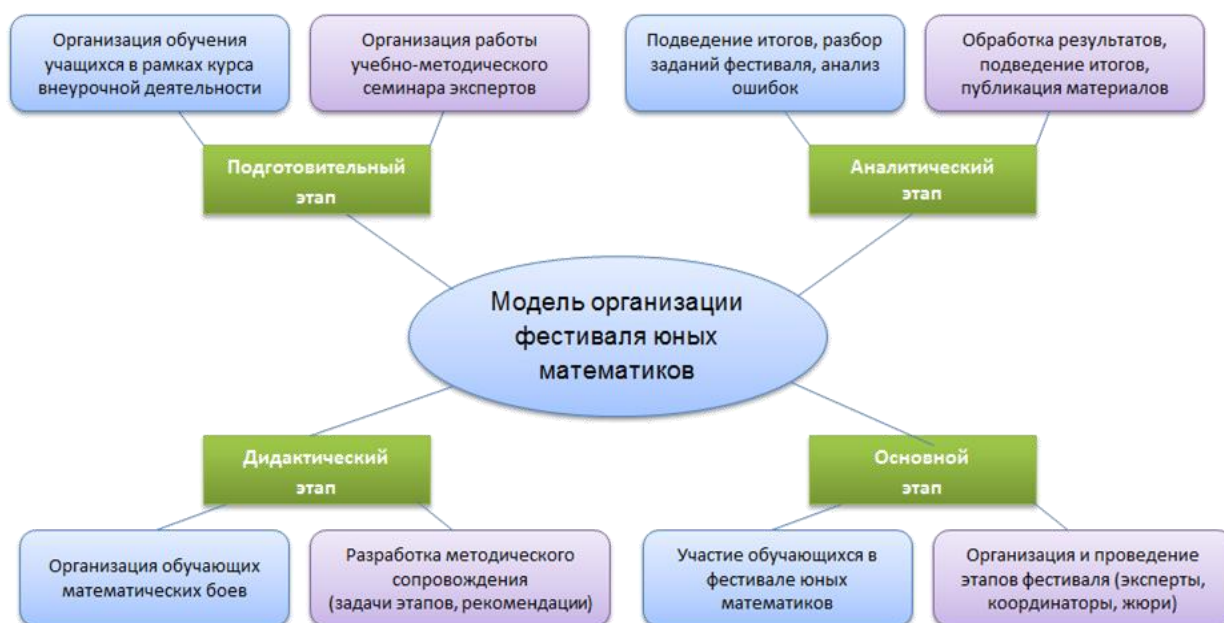 Организация обучения
учащихся в рамках курса
внеурочной деятельности
Организация работы
учебно-методического
семинара экспертов
Подведение итогов, разбор
заданий фестиваля, анализ
ошибок
Обработка результатов,
подведение итогов,
публикация материалов
Подготовительный
этап
Аналитический
этап
Модель организации
фестиваля юных
математиков
Дидактический
этап
Основной
этап
Организация обучающих
математических боев
Разработка методического
сопровождения
(задачи этапов, рекомендации)
Участие обучающихся в
фестивале юных
математиков
Организация и проведение
этапов фестиваля (эксперты,
координаторы, жюри)